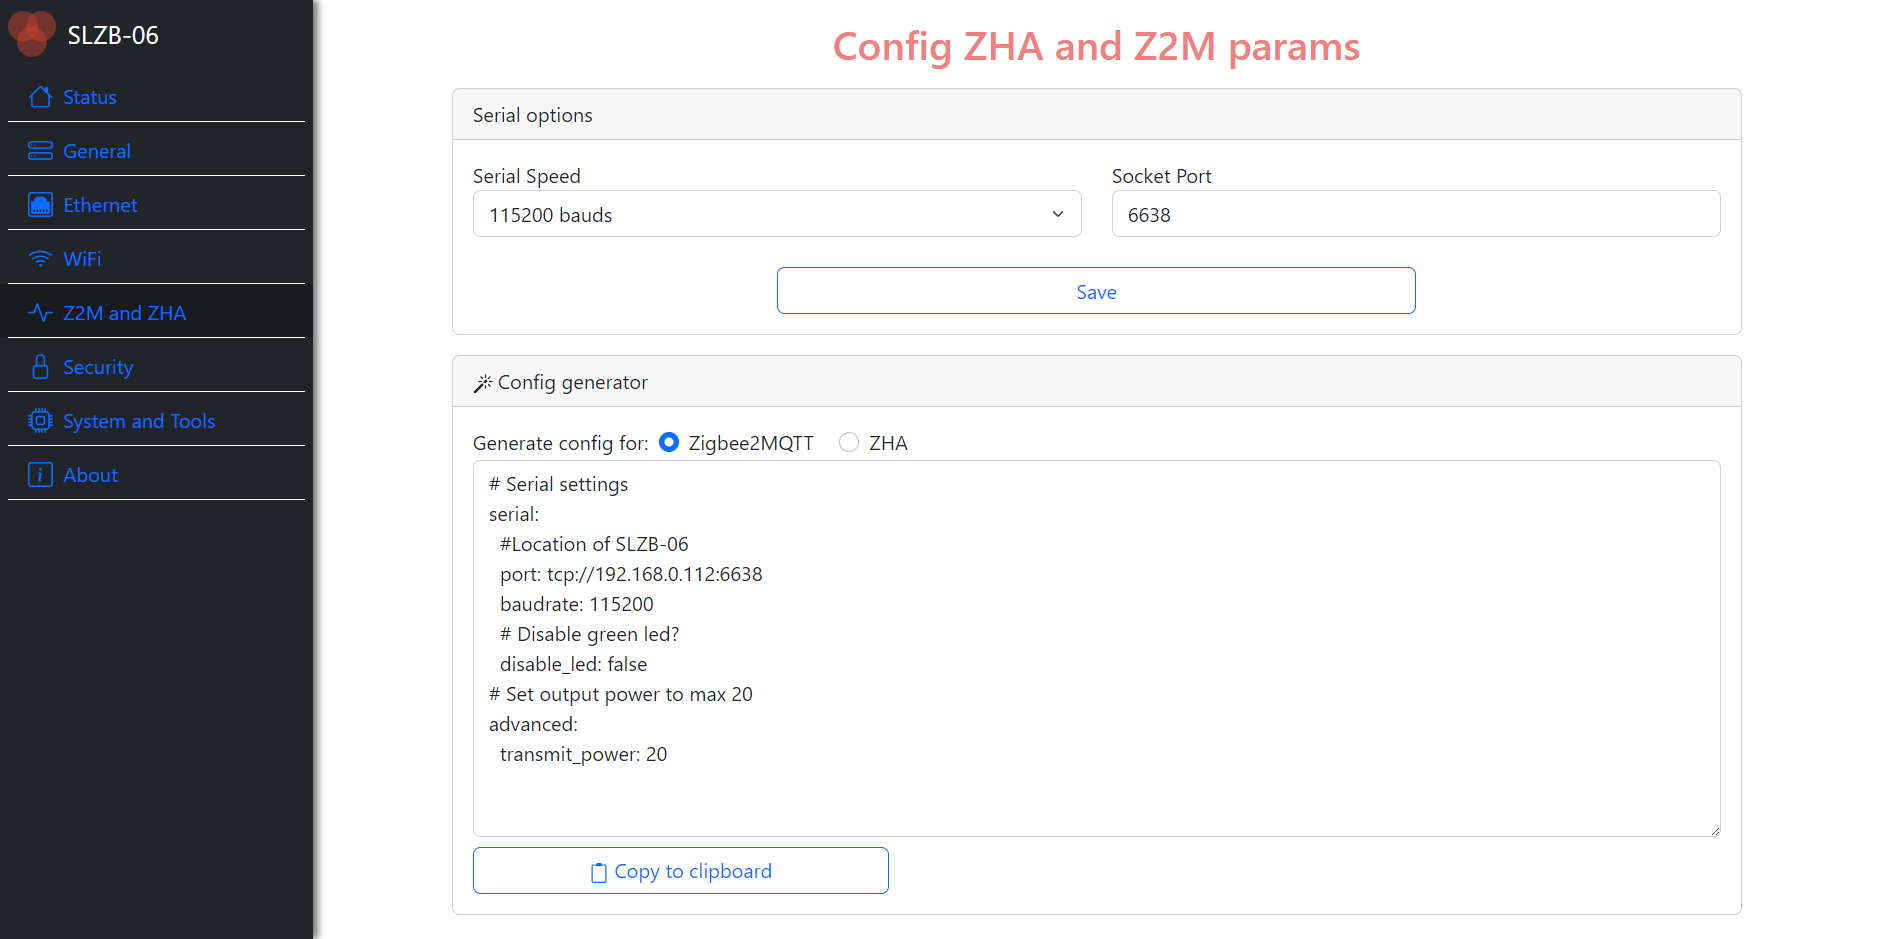 SLZB-06
Status
General
Ethernet
WiFi
Z2M and ZHA
Security
System and Tools
About
Config ZHA and Z2M params
Serial options
Serial Speed
115200 bauds
Socket Port
6638
Save
Config generator
Generate config for: Zigbee2MQTT ZHA
# Serial settings
serial:
  #Location of SLZB-06
  port: tcp://192.168.0.112:6638
  baudrate: 115200
  # Disable green led?
  disable_led: false
# Set output power to max 20
advanced:
  transmit_power: 20
Copy to clipboard